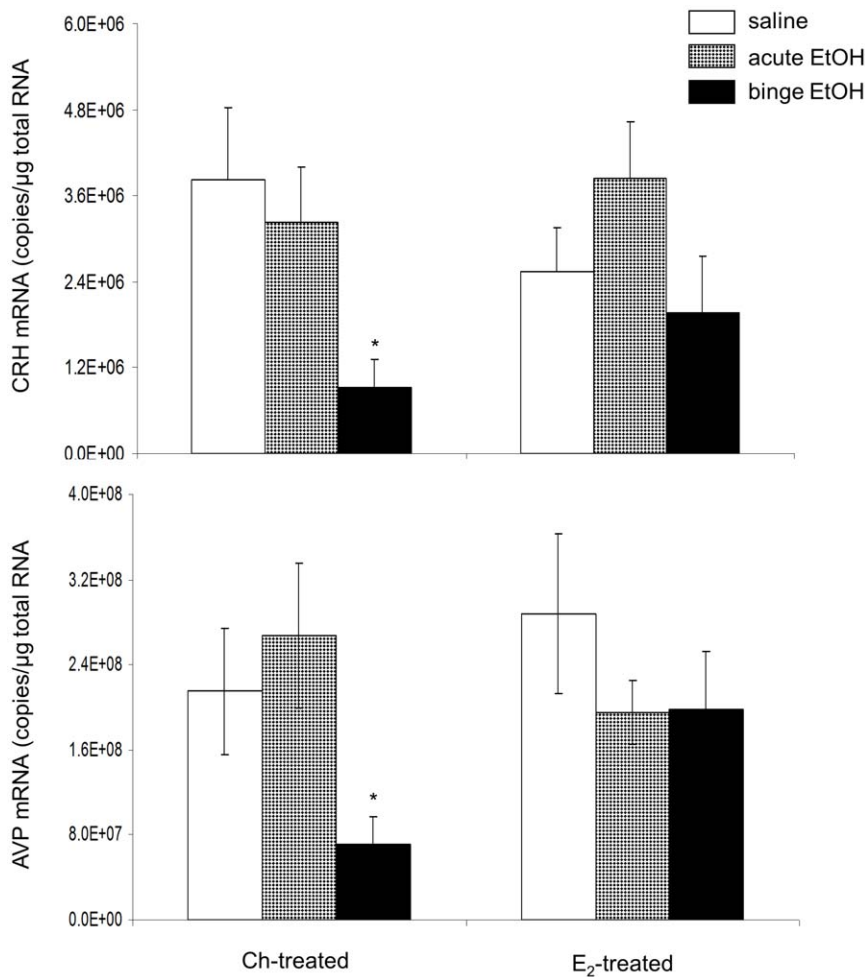 saline
acute EtOH
binge EtOH
CRH mRNA (copies/µg total RNA
6.0E+06
4.8E+06
3.6E+06
2.4E+06
1.2E+06
0.0E+00
*
AVP mRNA (copies/µg total RNA
4.0E+08
3.2E+08
2.4E+08
1.6E+08
8.0E+07
0.0E+00
*
Ch-treated
E₂-treated